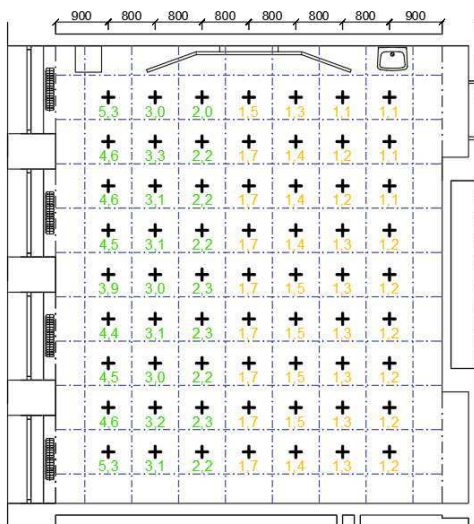 900 800 800 800 800 800 800 900
5,3 3,0 2,0 1,5 1,3 1,1 1,1
4,6 3,3 2,2 1,7 1,4 1,2 1,1
4,6 3,1 2,2 1,7 1,4 1,2 1,1
4,5 3,1 2,2 1,7 1,4 1,3 1,2
3,9 3,0 2,3 1,7 1,5 1,3 1,2
4,4 3,1 2,3 1,7 1,5 1,3 1,2
4,5 3,0 2,2 1,7 1,5 1,3 1,2
4,6 3,2 2,3 1,7 1,5 1,3 1,2
5,3 3,1 2,2 1,7 1,4 1,3 1,2